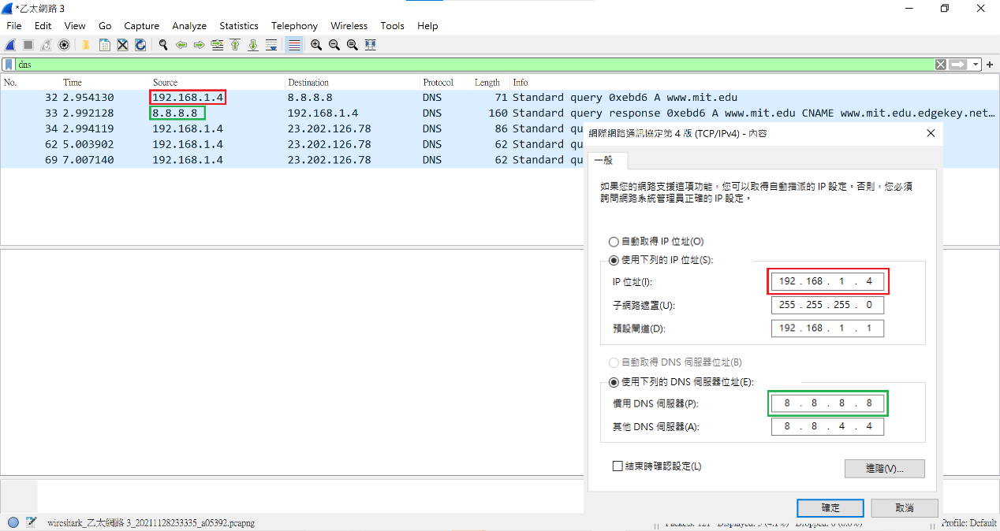 *乙太網路 3
File Edit View Go Capture Analyze Statistics Telephony Wireless Tools Help
dns
No. Time Source Destination Protocol Length Info
32 2.954130 192.168.1.4 8.8.8.8 DNS 71 Standard query 0xebd6 A www.mit.edu
33 2.992128 8.8.8.8 192.168.1.4 DNS 160 Standard query response 0xebd6 A www.mit.edu CNAME www.mit.edu.edgekey.net…
34 2.994119 192.168.1.4 23.202.126.78 DNS 86 Standard qu
62 5.003902 192.168.1.4 23.202.126.78 DNS 62 Standard qu
69 7.007140 192.168.1.4 23.202.126.78 DNS 62 Standard qu
網際網路通訊協定第 4 版 (TCP/IPv4) - 內容
一般
如果您的網路支援這項功能，您可以取得自動指派的 IP 設定。否則，您必須
詢問網路系統管理員正確的 IP 設定。
自動取得 IP 位址(O)
使用下列的 IP 位址(S):
IP 位址(I): 192 . 168 . 1 . 4
子網路遮罩(U): 255 . 255 . 255 . 0
預設閘道(D): 192 . 168 . 1 . 1
自動取得 DNS 伺服器位址(B)
使用下列的 DNS 伺服器位址(E):
慣用 DNS 伺服器(P): 8 . 8 . 8 . 8
其他 DNS 伺服器(A): 8 . 8 . 4 . 4
結束時確認設定(L)
進階(V)...
確定 取消
wireshark_乙太網路 3_20211128233335_a05392.pcapng Packets: 121 Displayed: 5 (4.1%) Dropped: 0 (0.0%) Profile: Default